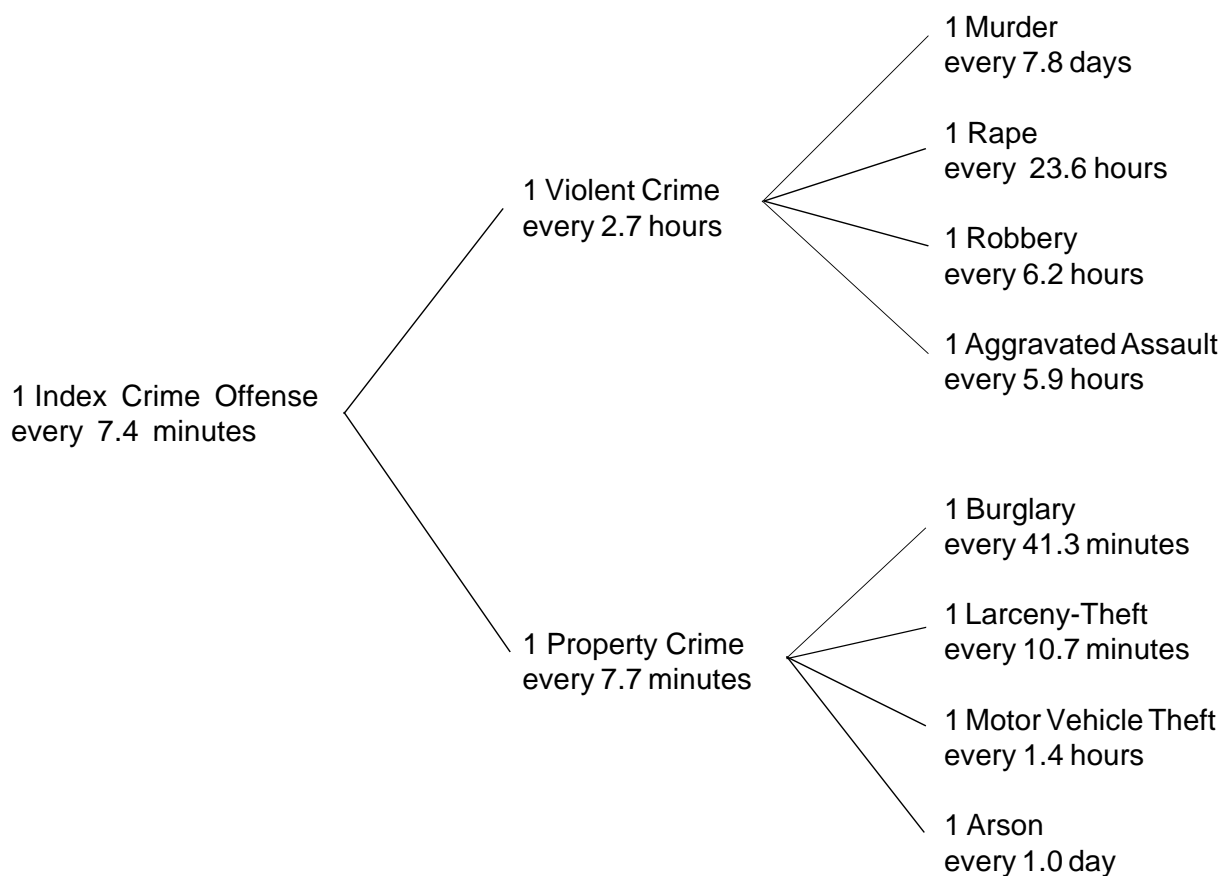 1 Murder
every 7.8 days
1 Rape
every 23.6 hours
1 Violent Crime
every 2.7 hours
1 Robbery
every 6.2 hours
1 Aggravated Assault
every 5.9 hours
1 Index Crime Offense
every 7.4 minutes
1 Burglary
every 41.3 minutes
1 Larceny-Theft
every 10.7 minutes
1 Property Crime
every 7.7 minutes
1 Motor Vehicle Theft
every 1.4 hours
1 Arson
every 1.0 day